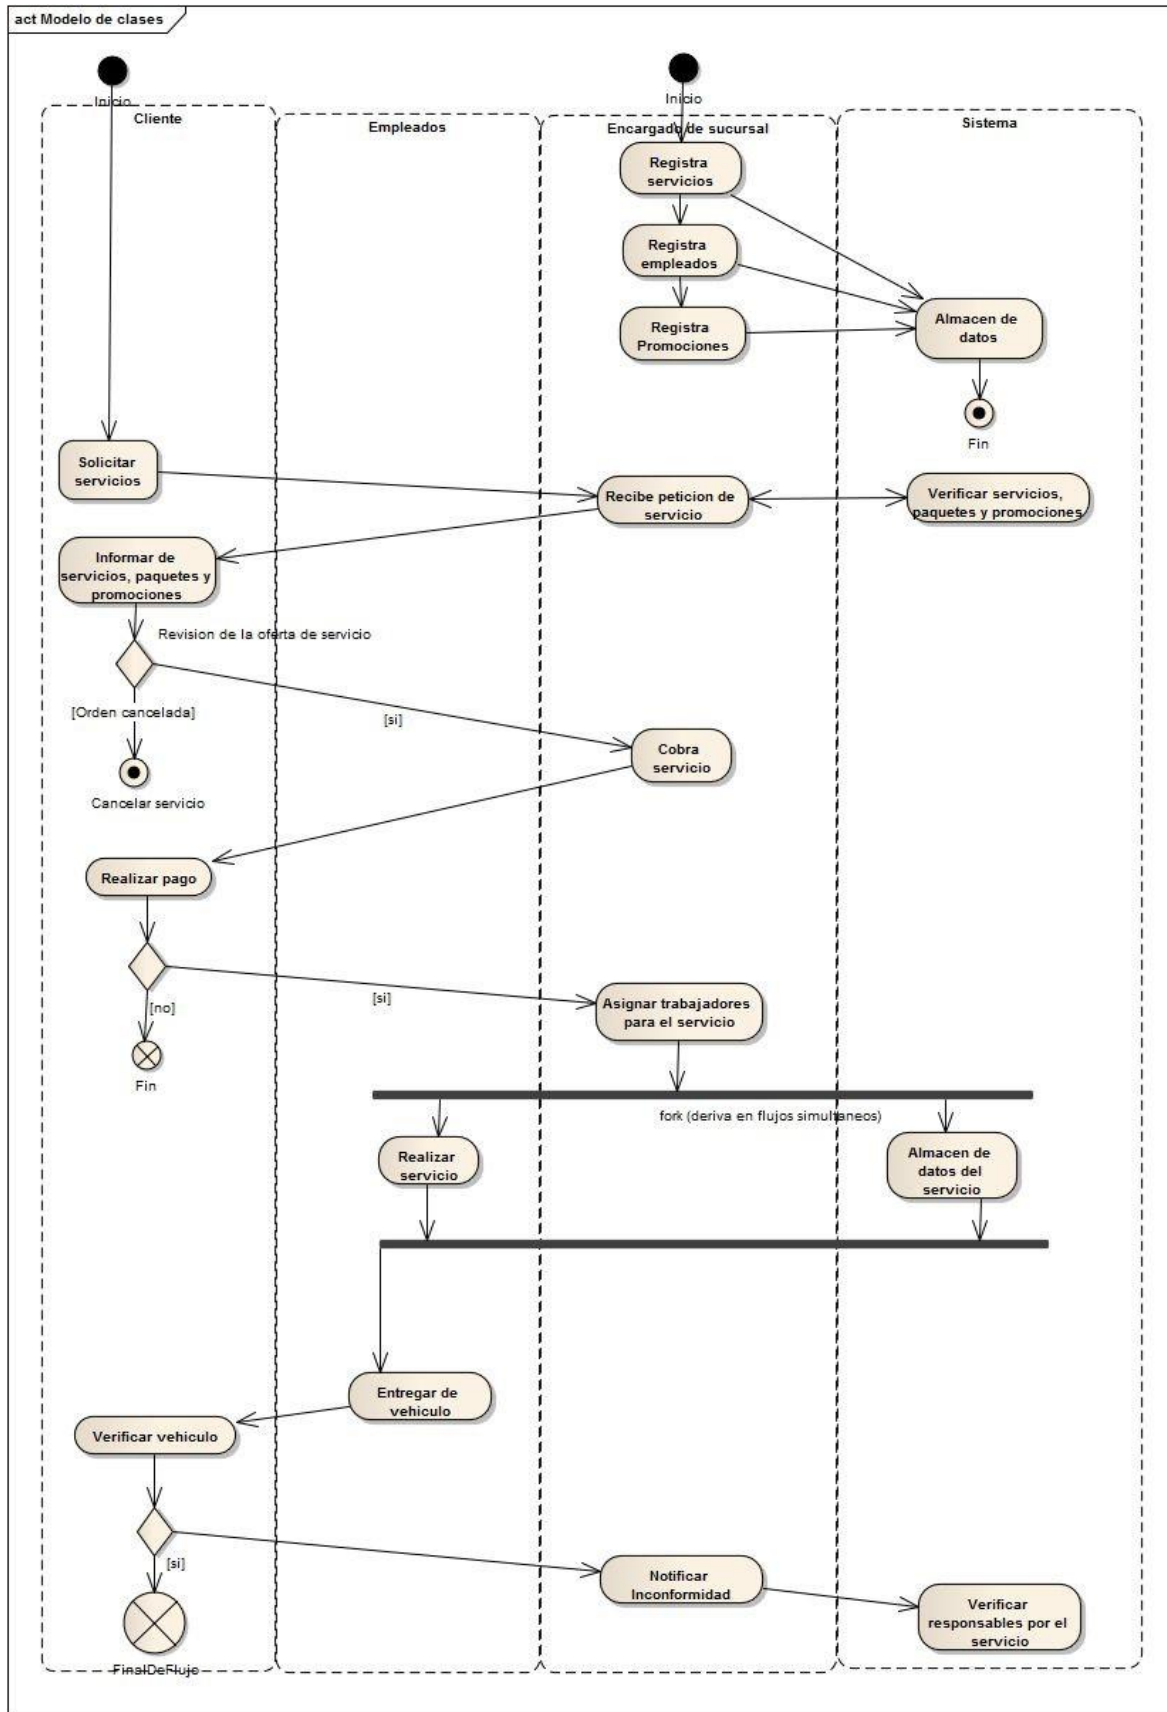 act Modelo de clases
Inicio
Inicio
Cliente
Empleados
Encargado de sucursal
Sistema
Registra
servicios
Registra
empleados
Registra
Promociones
Almacen de
datos
Fin
Solicitar
servicios
Recibe peticion de
servicio
Verificar servicios,
paquetes y promociones
Informar de
servicios, paquetes y
promociones
Revision de la oferta de servicio
[Orden cancelada]
[si]
Cobra
servicio
Cancelar servicio
Realizar pago
[no]
[si]
Asignar trabajadores
para el servicio
Fin
fork (deriva en flujos simultaneos)
Realizar
servicio
Almacen de
datos del
servicio
Entregar de
vehiculo
Verificar vehiculo
[si]
Notificar
Inconformidad
Verificar
responsables por el
servicio
FinalDeFlujo